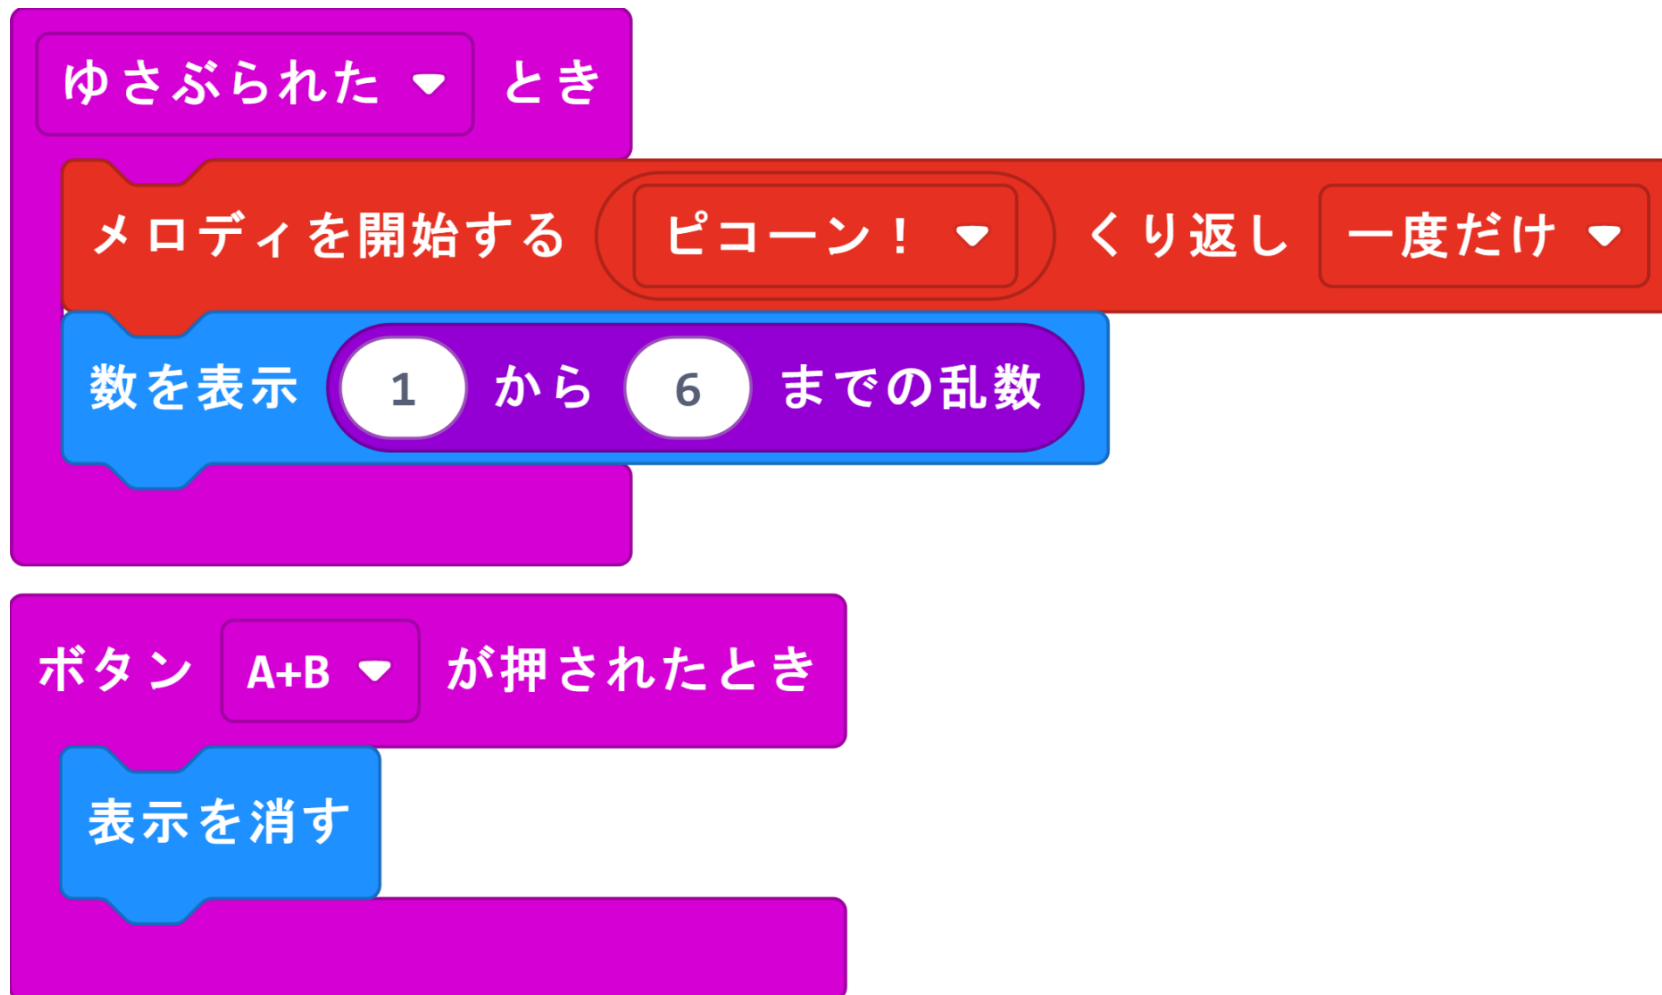 ゆさぶられた とき
メロディを開始する ピコーン! くり返し 一度だけ
数を表示 1 から 6 までの乱数
ボタン A+B が押されたとき
表示を消す